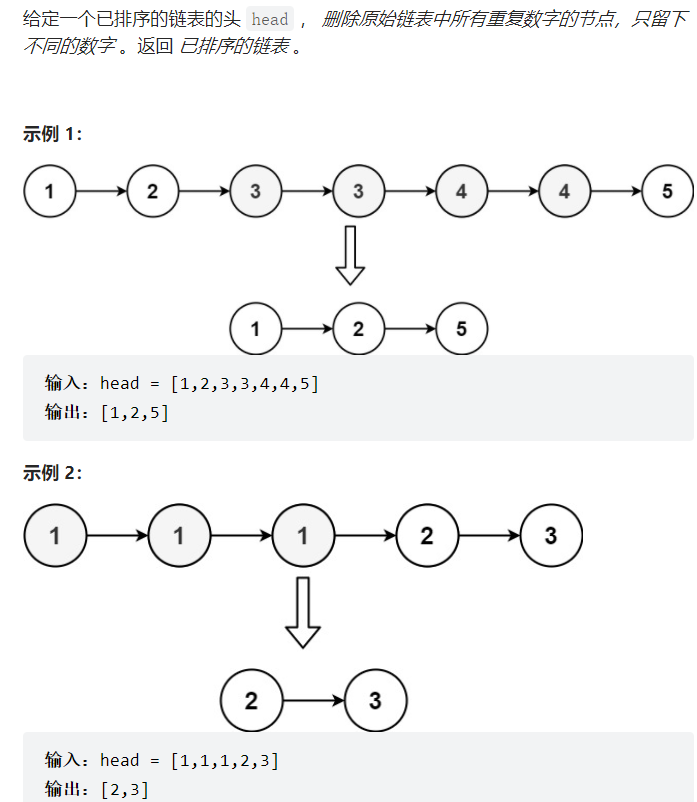 给定一个已排序的链表的头 head ， 删除原始链表中所有重复数字的节点，只留下
不同的数字 。返回 已排序的链表 。
示例 1：
1 2 3 3 4 4 5
1 2 5
输入：head = [1,2,3,3,4,4,5]
输出：[1,2,5]
示例 2：
1 1 1 2 3
2 3
输入：head = [1,1,1,2,3]
输出：[2,3]